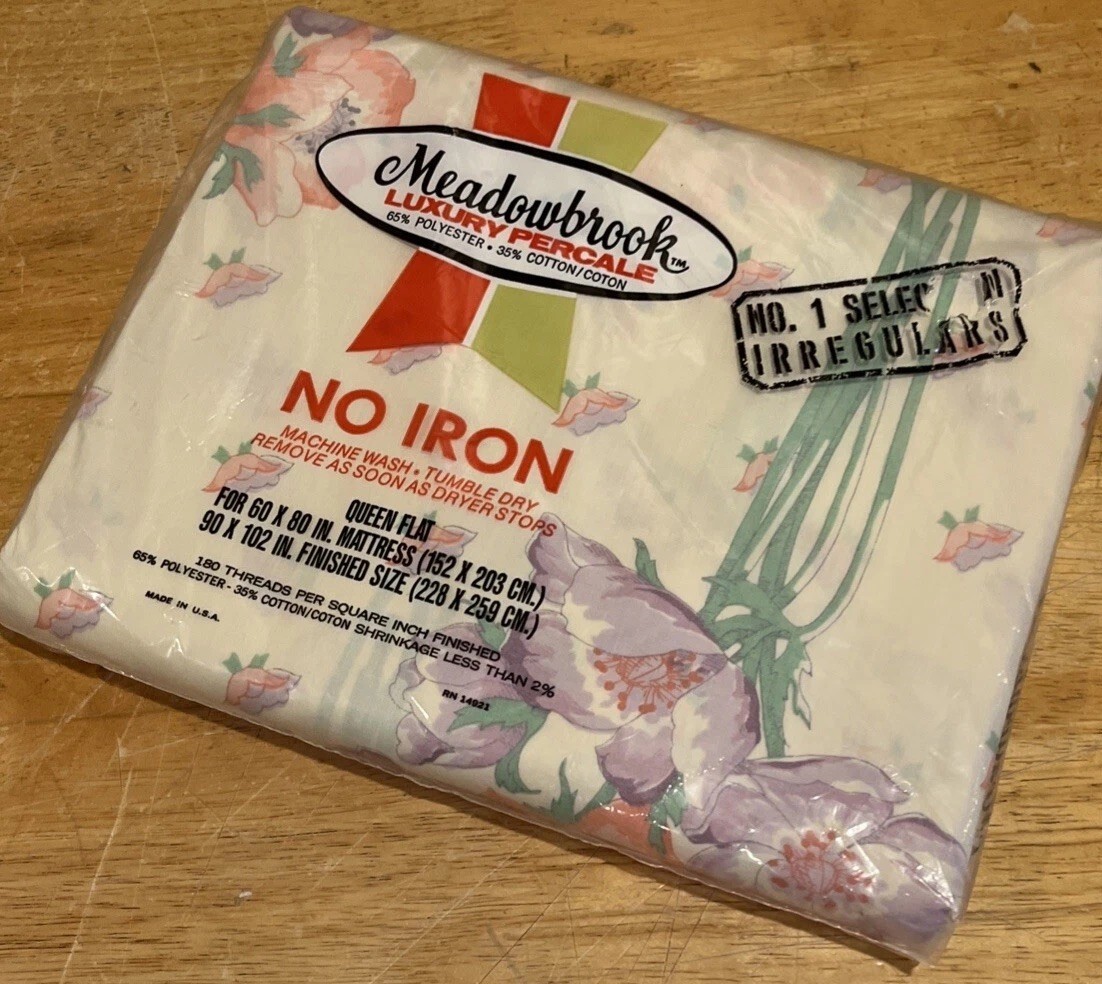 Meadowbrook™
LUXURY PERCALE
65% POLYESTER • 35% COTTON/COTON
NO. 1 SELEC N
IRREGULARS
NO IRON
MACHINE WASH • TUMBLE DRY
REMOVE AS SOON AS DRYER STOPS
QUEEN FLAT
FOR 60 X 80 IN. MATTRESS (152 X 203 CM.)
90 X 102 IN. FINISHED SIZE (228 X 259 CM.)
180 THREADS PER SQUARE INCH FINISHED
65% POLYESTER - 35% COTTON/COTON SHRINKAGE LESS THAN 2%
MADE IN U.S.A.
RN 14921